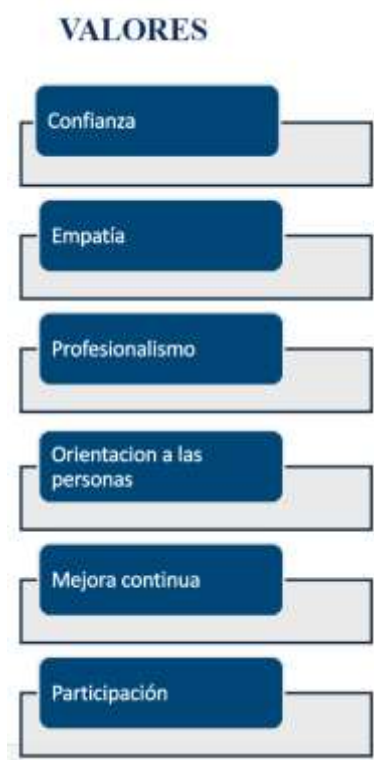 VALORES
Confianza
Empatía
Profesionalismo
Orientacion a las
personas
Mejora continua
Participación